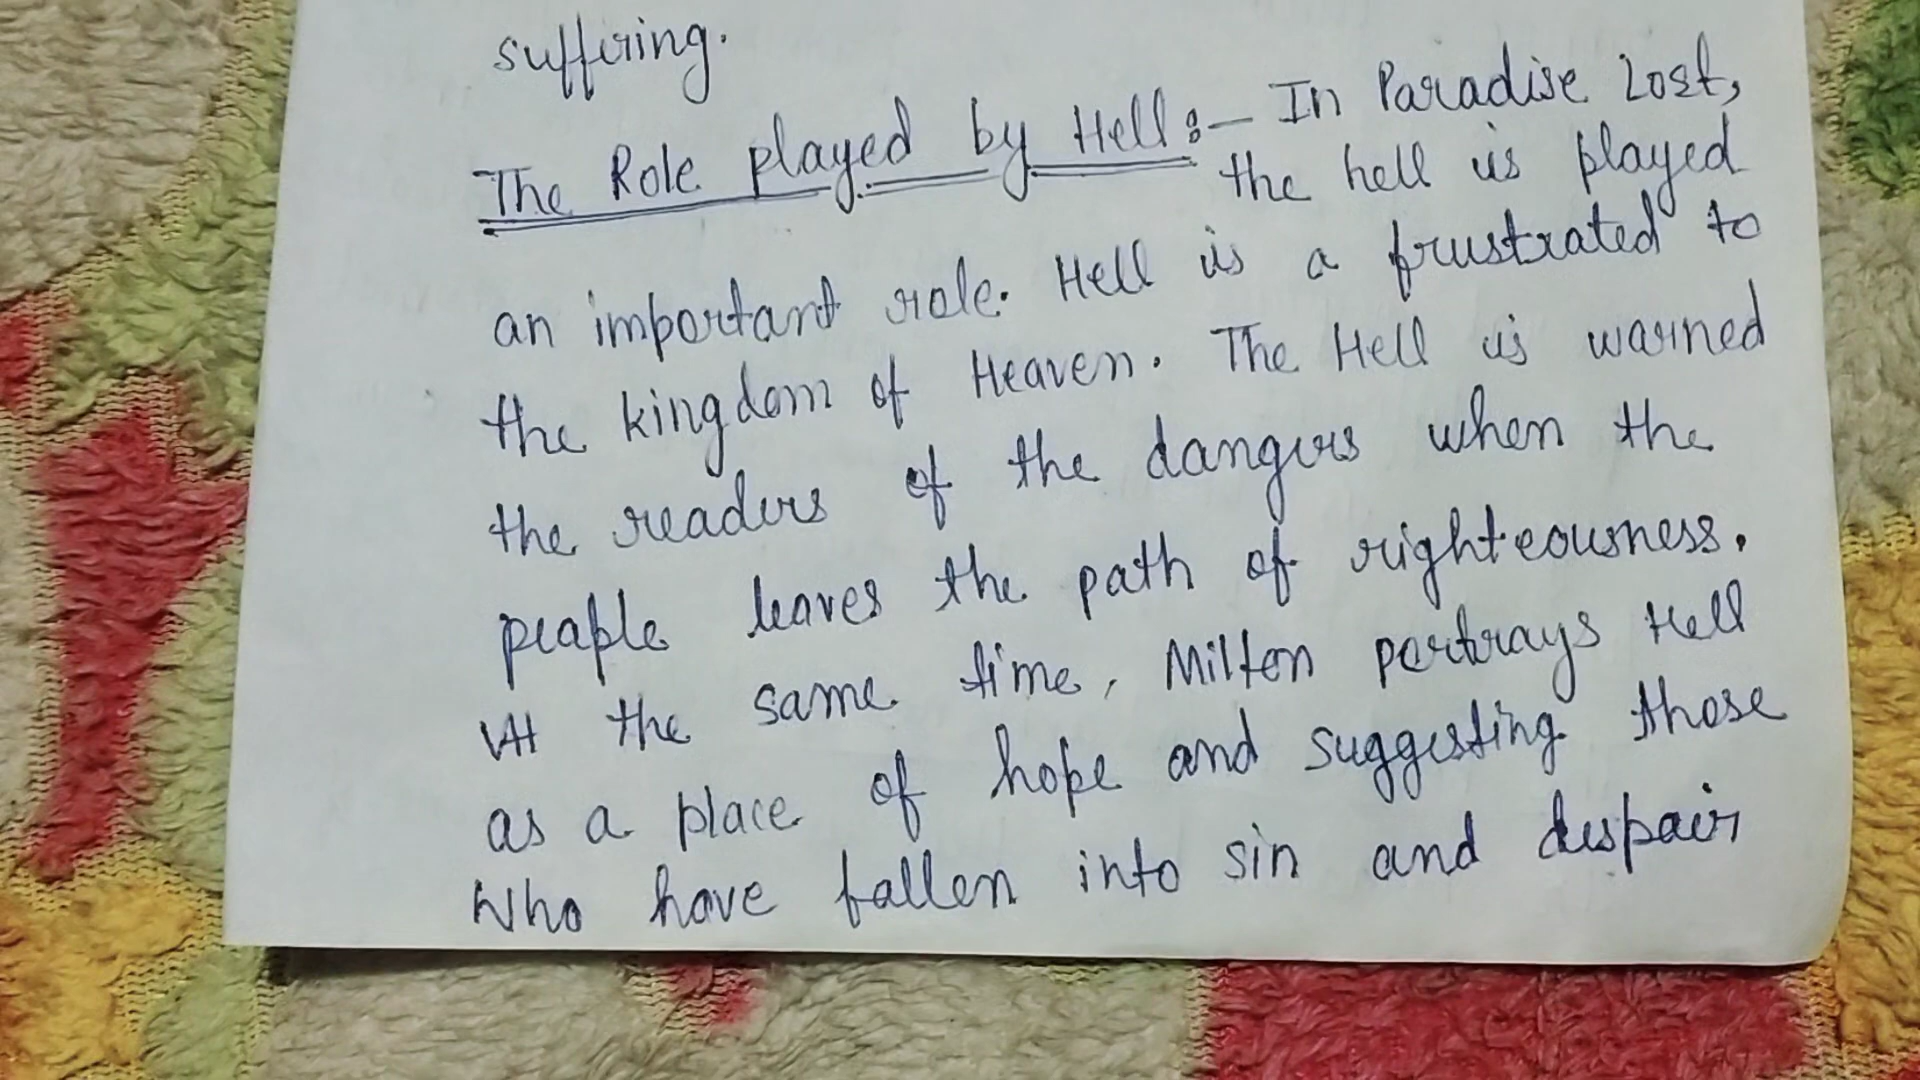 suffering.
The Role played by Hell:- In Paradise Lost,
the hell is played
an important role. Hell is a frustrated to
the kingdom of Heaven. The Hell is warned
the readers of the dangers when the
people leaves the path of righteousness.
At the same time, Milton portrays Hell
as a place of hope and suggesting those
who have fallen into sin and despair